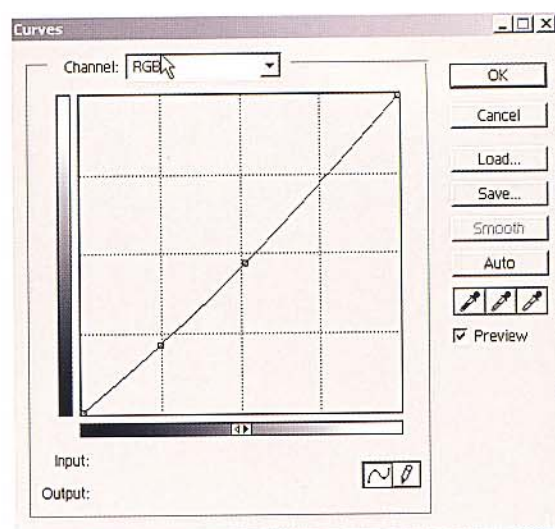 Curves
Channel: RGB
OK
Cancel
Load...
Save...
Smooth
Auto
Preview
Input:
Output: